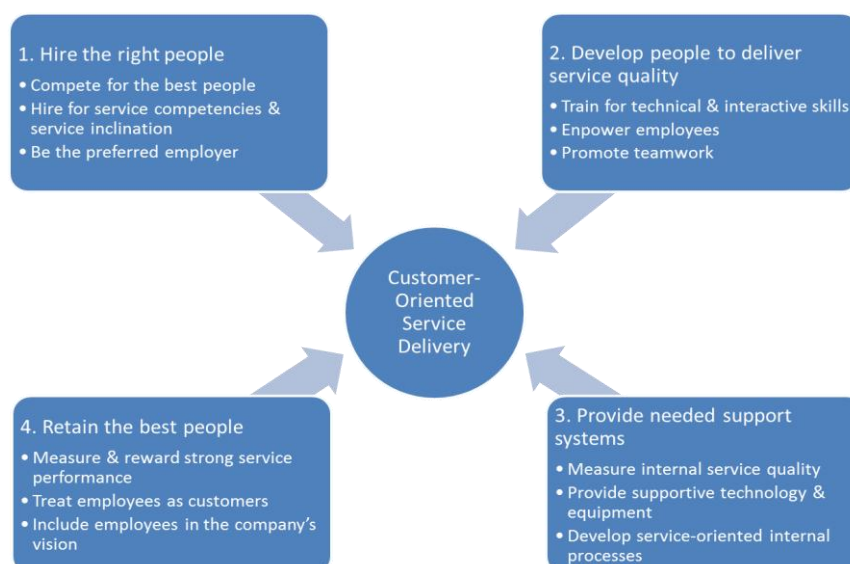 1. Hire the right people
• Compete for the best people
• Hire for service competencies &
service inclination
• Be the preferred employer
2. Develop people to deliver
service quality
• Train for technical & interactive skills
• Enpower employees
• Promote teamwork
Customer-
Oriented
Service
Delivery
4. Retain the best people
• Measure & reward strong service
performance
• Treat employees as customers
• Include employees in the company’s
vision
3. Provide needed support
systems
• Measure internal service quality
• Provide supportive technology &
equipment
• Develop service-oriented internal
processes